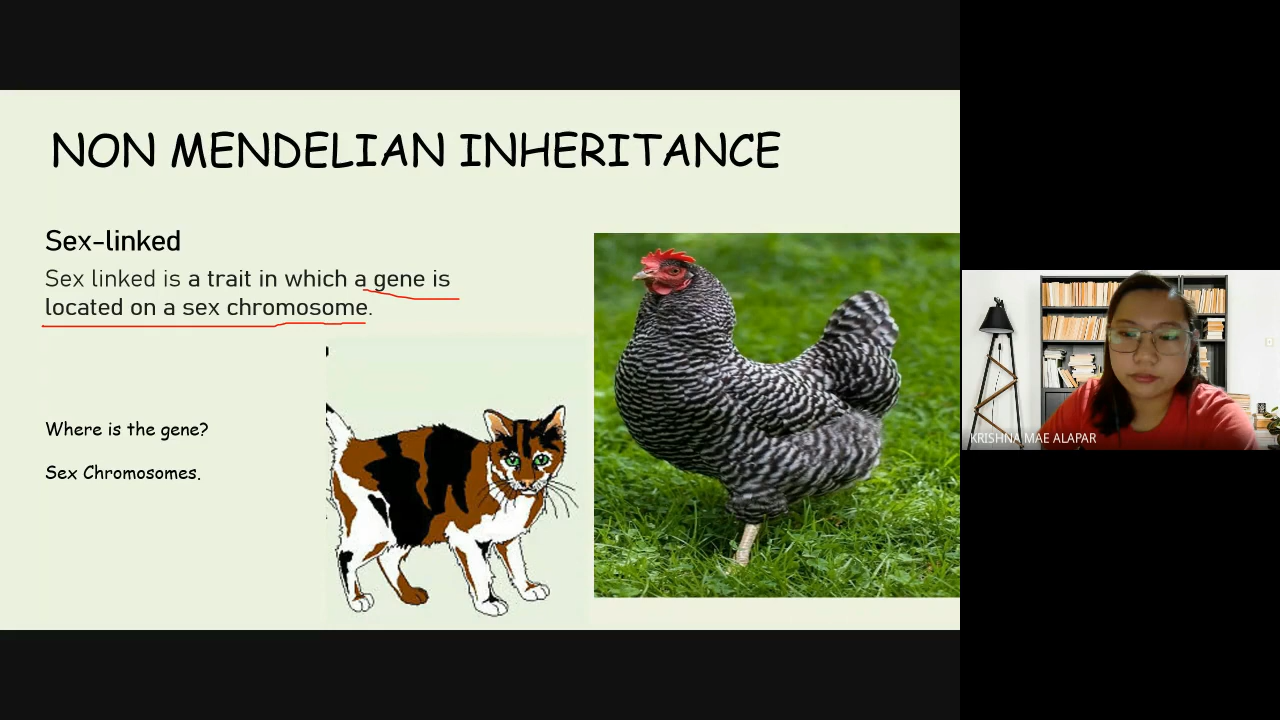 NON MENDELIAN INHERITANCE
Sex-linked
Sex linked is a trait in which a gene is
located on a sex chromosome.
Where is the gene?
Sex Chromosomes.
KRISHNA MAE ALAPAR